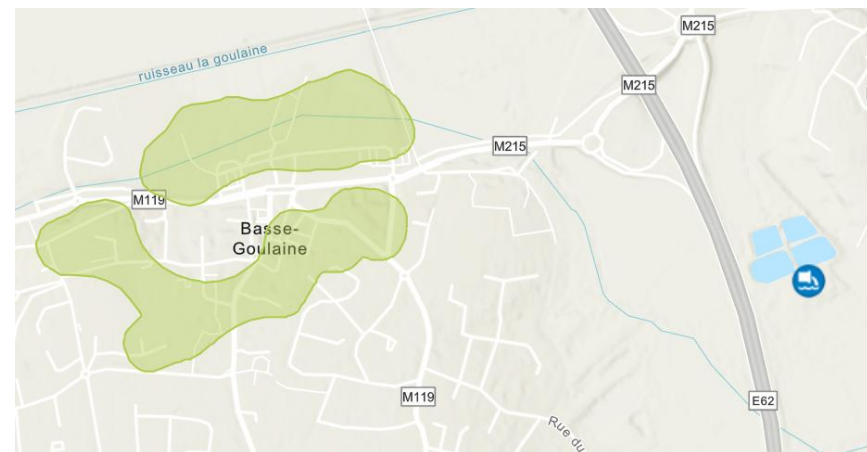 M215
ruisseau la goulaine
M215
M215
M119
Basse-
Goulaine
M119
E62
Rue du